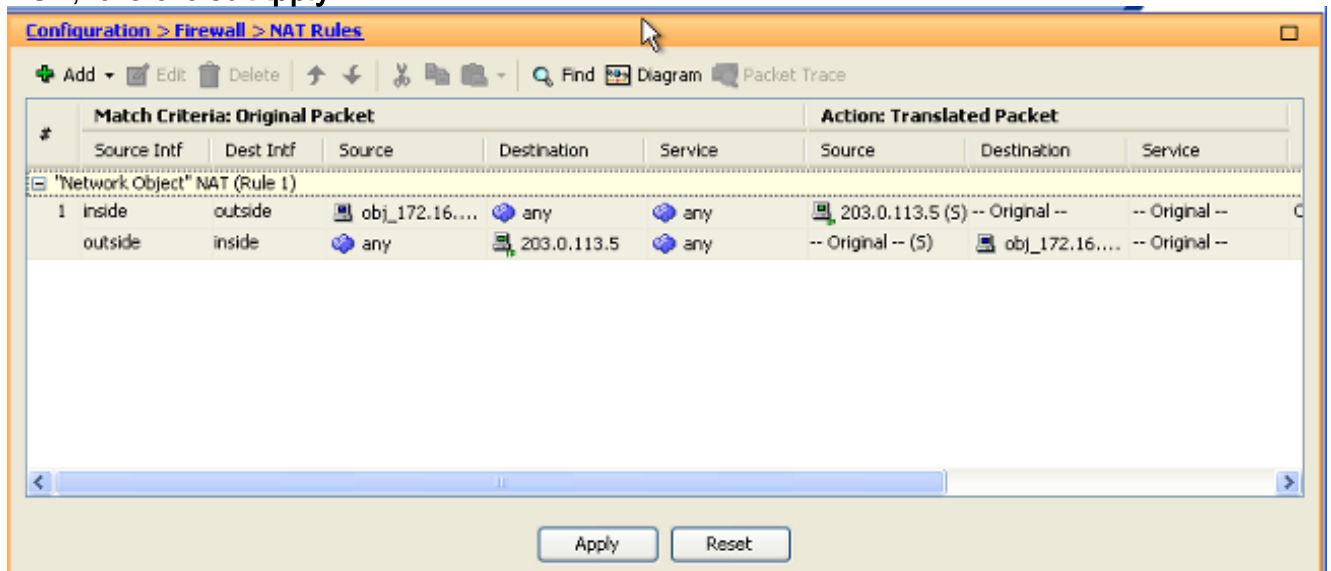 Configuration > Firewall > NAT Rules
Add Edit Delete Find Diagram Packet Trace
# Match Criteria: Original Packet Action: Translated Packet
Source Intf Dest Intf Source Destination Service Source Destination Service
"Network Object" NAT (Rule 1)
1 inside outside obj_172.16.... any any 203.0.113.5 (S) -- Original -- -- Original --
outside inside any 203.0.113.5 any -- Original -- (S) obj_172.16.... -- Original --
Apply Reset